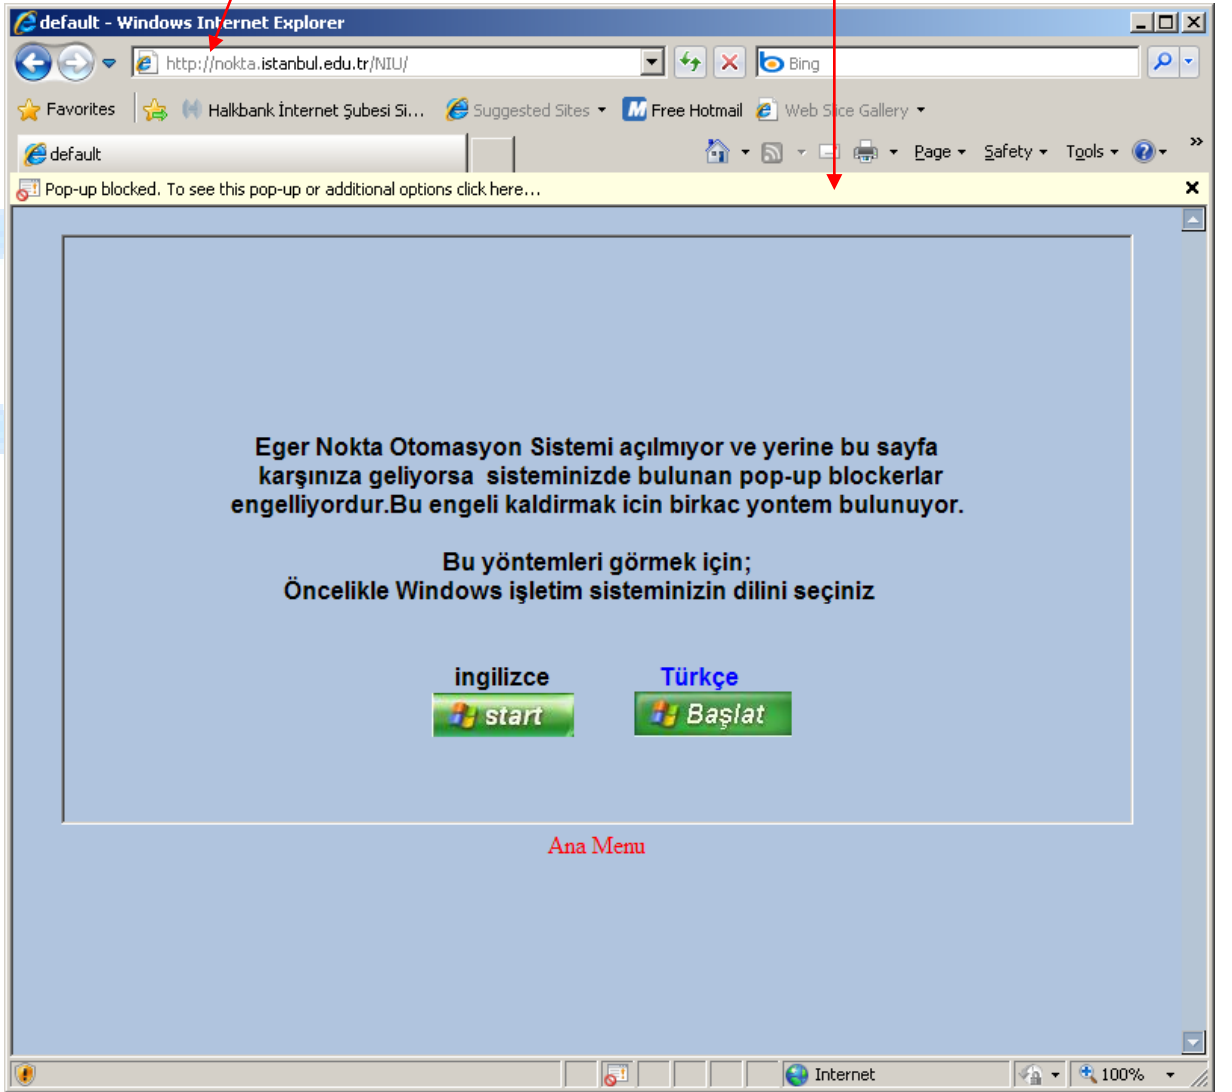 default - Windows Internet Explorer
http://nokta.istanbul.edu.tr/NIU/
Bing
Favorites
Halkbank İnternet Şubesi Si...
Suggested Sites
Free Hotmail
Web Slice Gallery
default
Page
Safety
Tools
»
Pop-up blocked. To see this pop-up or additional options click here...
Eger Nokta Otomasyon Sistemi açılmıyor ve yerine bu sayfa
karşınıza geliyorsa sisteminizde bulunan pop-up blockerlar
engelliyordur.Bu engeli kaldirmak icin birkac yontem bulunuyor.
Bu yöntemleri görmek için;
Öncelikle Windows işletim sisteminizin dilini seçiniz
ingilizce
Türkçe
start
Başlat
Ana Menu
Internet
100%